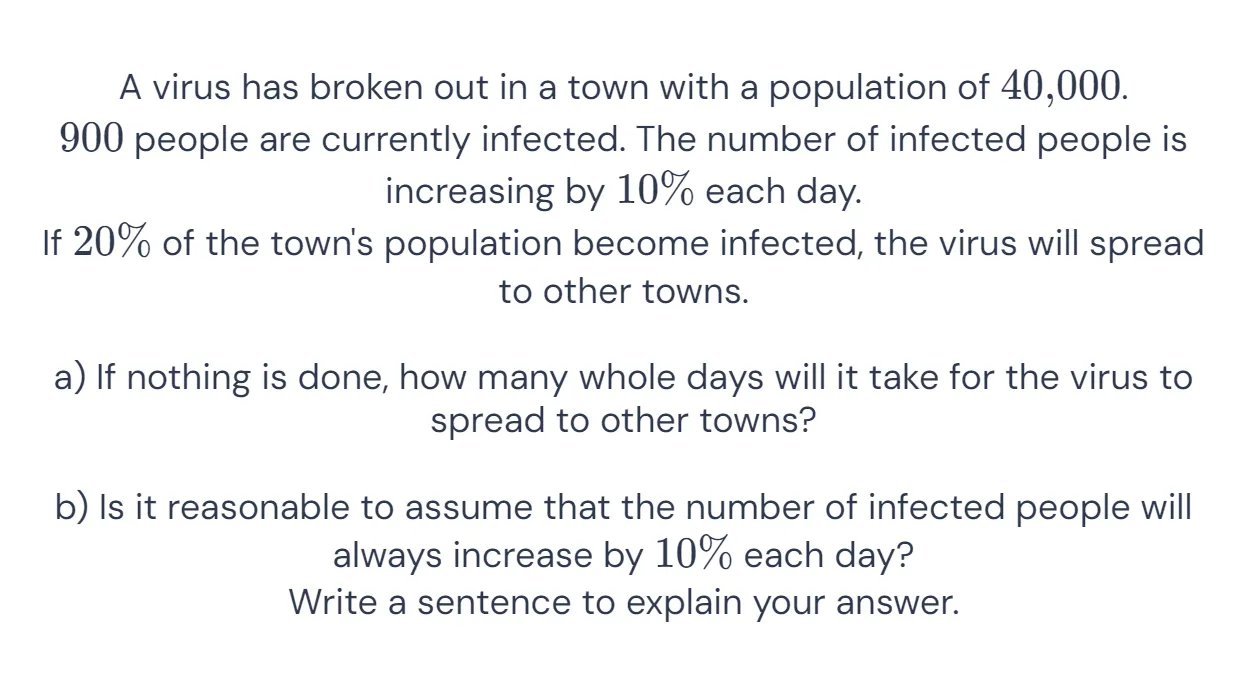 A virus has broken out in a town with a population of 40,000.
900 people are currently infected. The number of infected people is
increasing by 10% each day.
If 20% of the town's population become infected, the virus will spread
to other towns.
a) If nothing is done, how many whole days will it take for the virus to
spread to other towns?
b) Is it reasonable to assume that the number of infected people will
always increase by 10% each day?
Write a sentence to explain your answer.